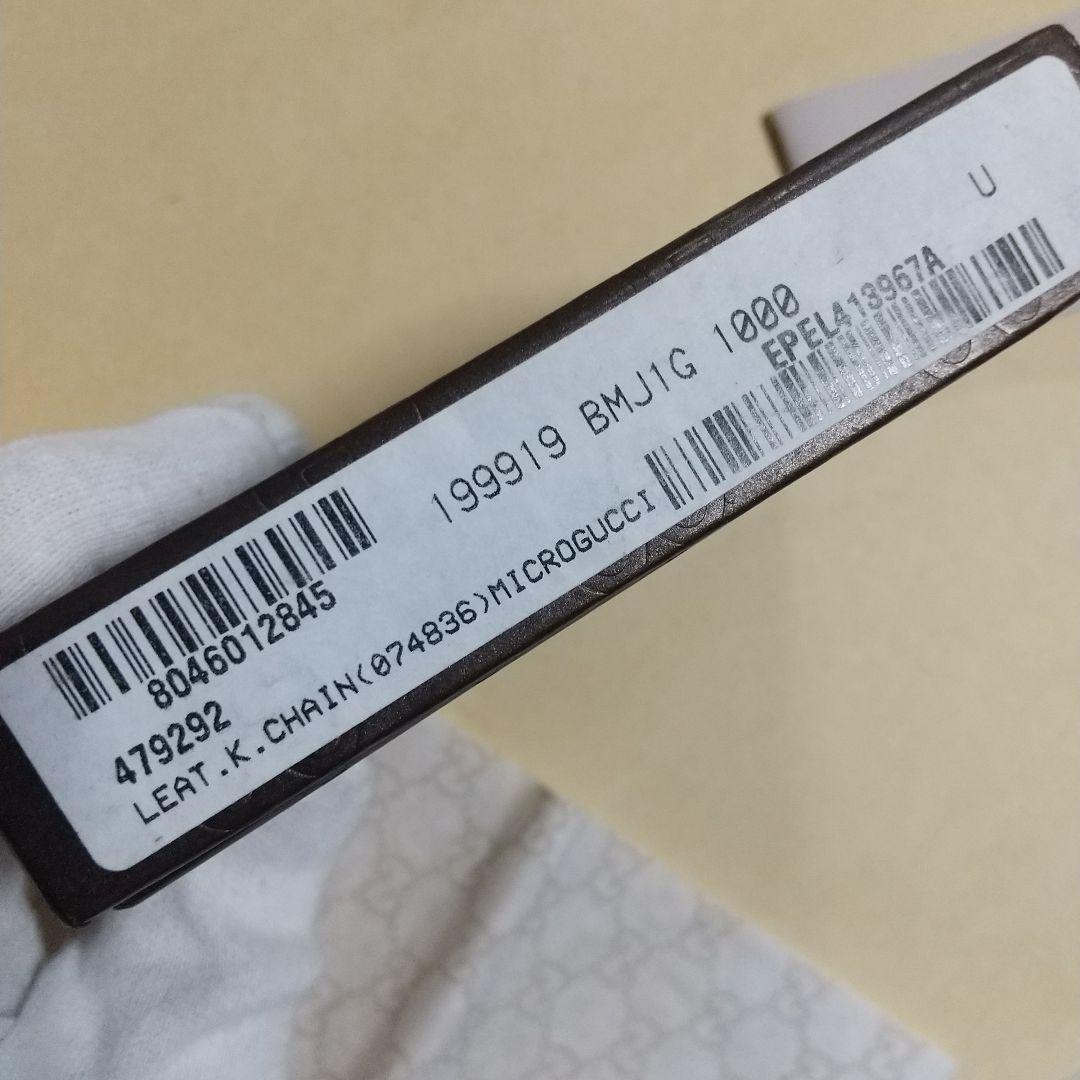 U
199919 BMJ1G 1000
EPEL413967A
8046012845
479292
LEAT.K.CHAIN(074836)MICROGUCCI